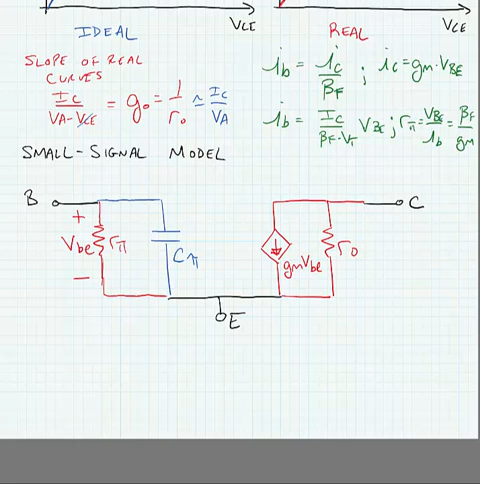 VCE
VCE
IDEAL
REAL
SLOPE OF REAL
CURVES
IC / VA-VCE = go = 1 / ro ≈ IC / VA
ib = ic / βF ; ic = gm·VBE
ib = IC / βF·VT VBE ; rπ = VBE / ib = βF / gm
SMALL-SIGNAL MODEL
B
C
+
Vbe rπ
Cπ
gmVbe
ro
−
E